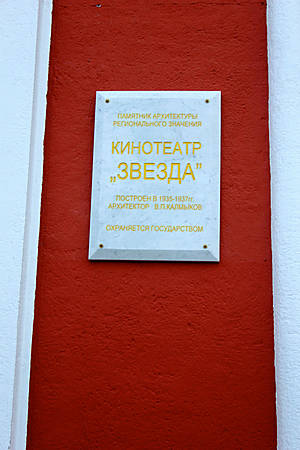 ПАМЯТНИК АРХИТЕКТУРЫ
РЕГИОНАЛЬНОГО ЗНАЧЕНИЯ
КИНОТЕАТР
„ЗВЕЗДА”
ПОСТРОЕН В 1935-1937гг.
АРХИТЕКТОР В.П.КАЛМЫКОВ
ОХРАНЯЕТСЯ ГОСУДАРСТВОМ